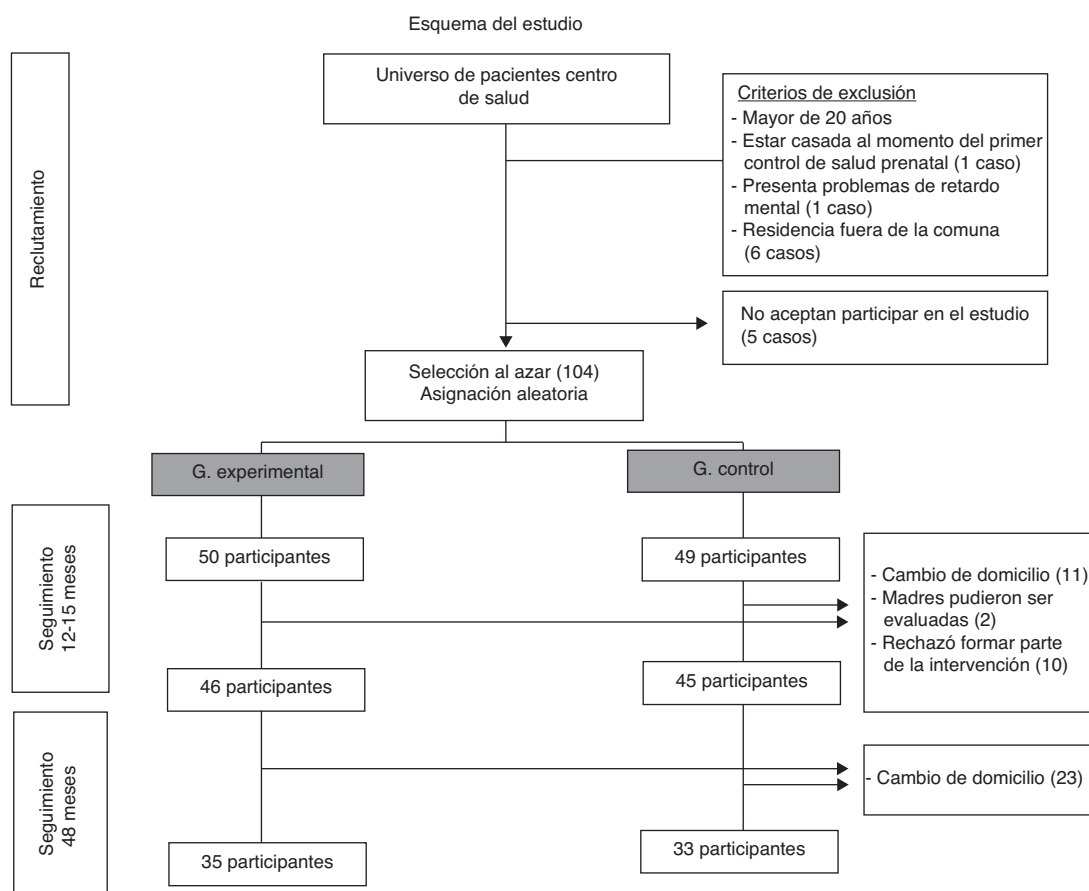 Esquema del estudio
Reclutamiento
Universo de pacientes centro
de salud
Criterios de exclusión
- Mayor de 20 años
- Estar casada al momento del primer
control de salud prenatal (1 caso)
- Presenta problemas de retardo
mental (1 caso)
- Residencia fuera de la comuna
(6 casos)
No aceptan participar en el estudio
(5 casos)
Selección al azar (104)
Asignación aleatoria
G. experimental
G. control
Seguimiento
12-15 meses
50 participantes
49 participantes
- Cambio de domicilio (11)
- Madres pudieron ser
evaluadas (2)
- Rechazó formar parte
de la intervención (10)
46 participantes
45 participantes
Seguimiento
48 meses
- Cambio de domicilio (23)
35 participantes
33 participantes